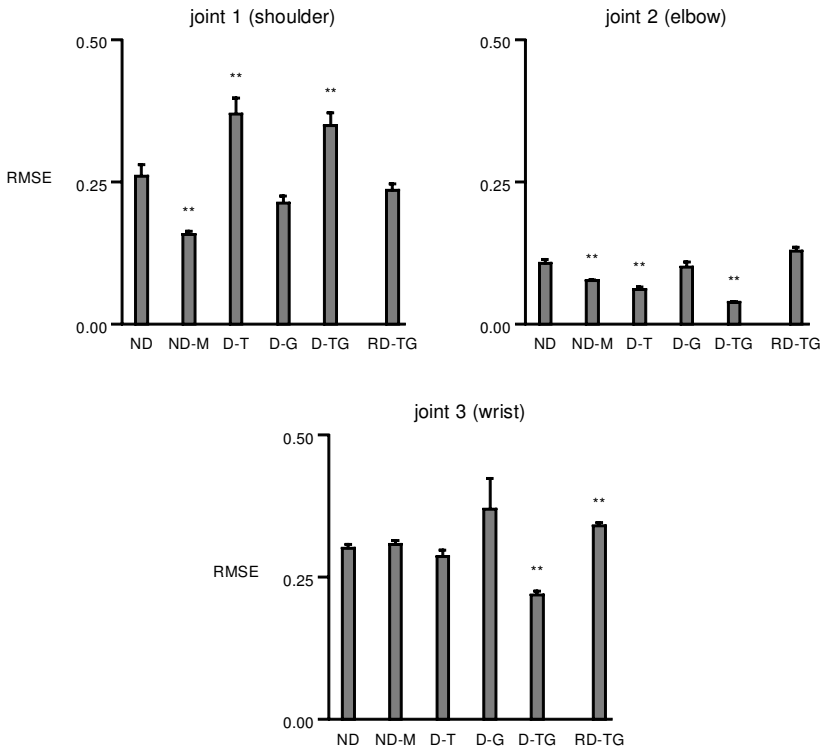 joint 1 (shoulder)
0.50
**
**
RMSE
0.25
**
0.00
ND ND-M D-T D-G D-TG RD-TG
joint 2 (elbow)
0.50
0.25
** ** **
0.00
ND ND-M D-T D-G D-TG RD-TG
joint 3 (wrist)
0.50
**
RMSE
0.25
**
0.00
ND ND-M D-T D-G D-TG RD-TG